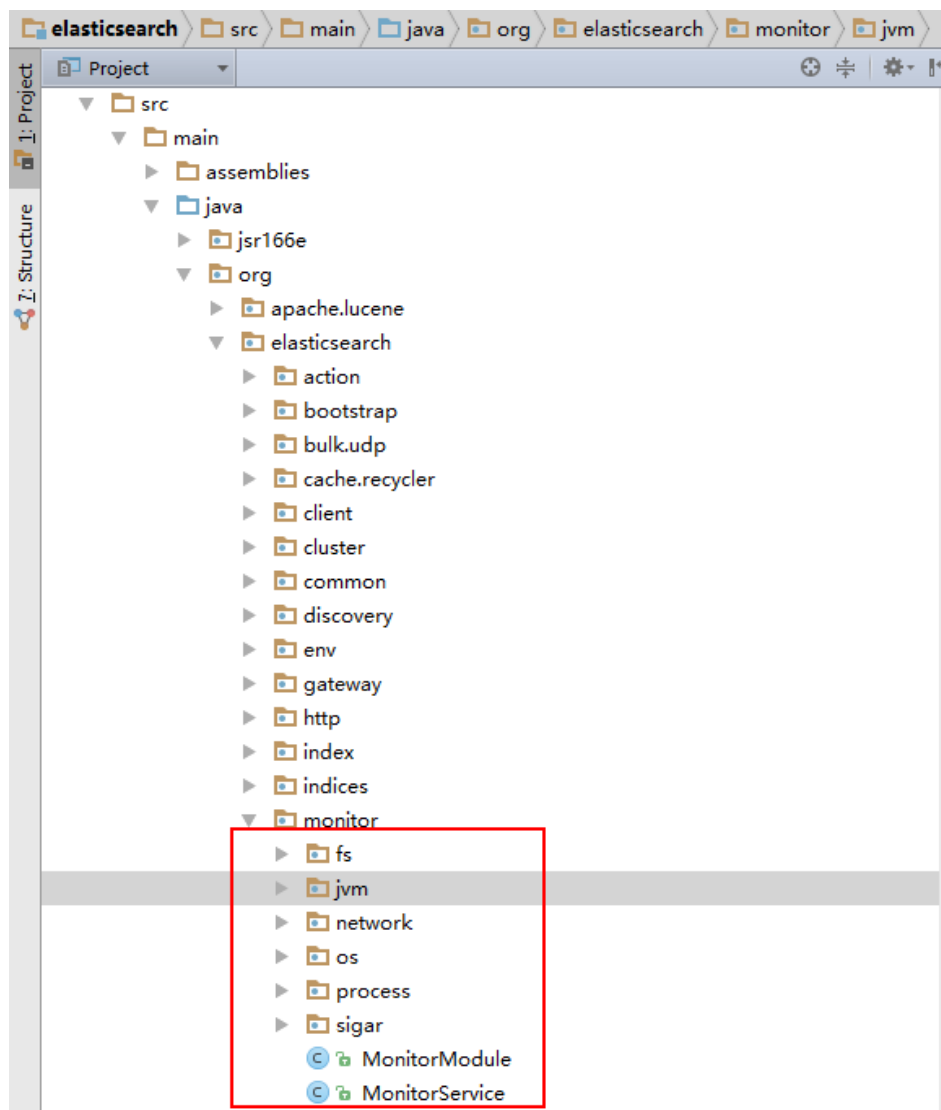 elasticsearch src main java org elasticsearch monitor jvm
1: Project
7: Structure
Project
src
main
assemblies
java
jsr166e
org
apache.lucene
elasticsearch
action
bootstrap
bulk.udp
cache.recycler
client
cluster
common
discovery
env
gateway
http
index
indices
monitor
fs
jvm
network
os
process
sigar
C MonitorModule
C MonitorService